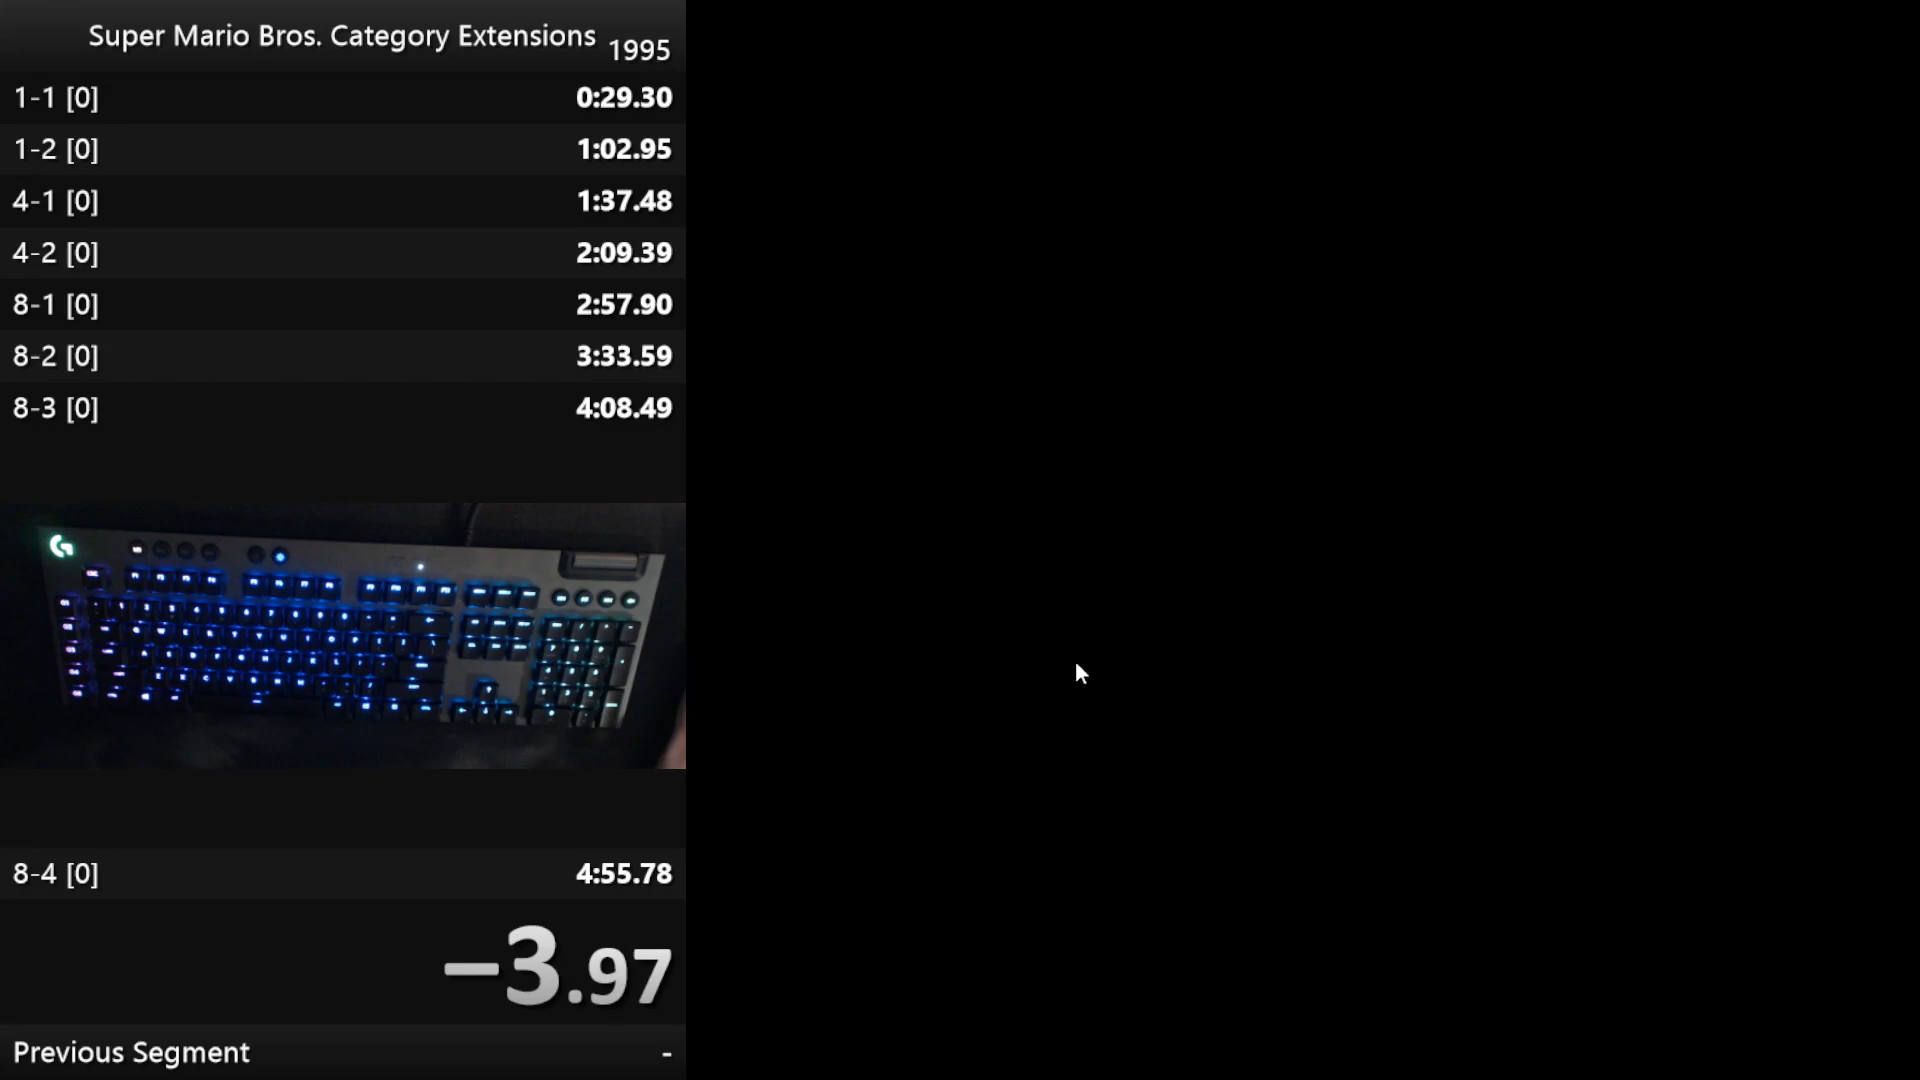 Super Mario Bros. Category Extensions
1995
1-1 [0] 0:29.30
1-2 [0] 1:02.95
4-1 [0] 1:37.48
4-2 [0] 2:09.39
8-1 [0] 2:57.90
8-2 [0] 3:33.59
8-3 [0] 4:08.49
8-4 [0] 4:55.78
−3.97
Previous Segment -